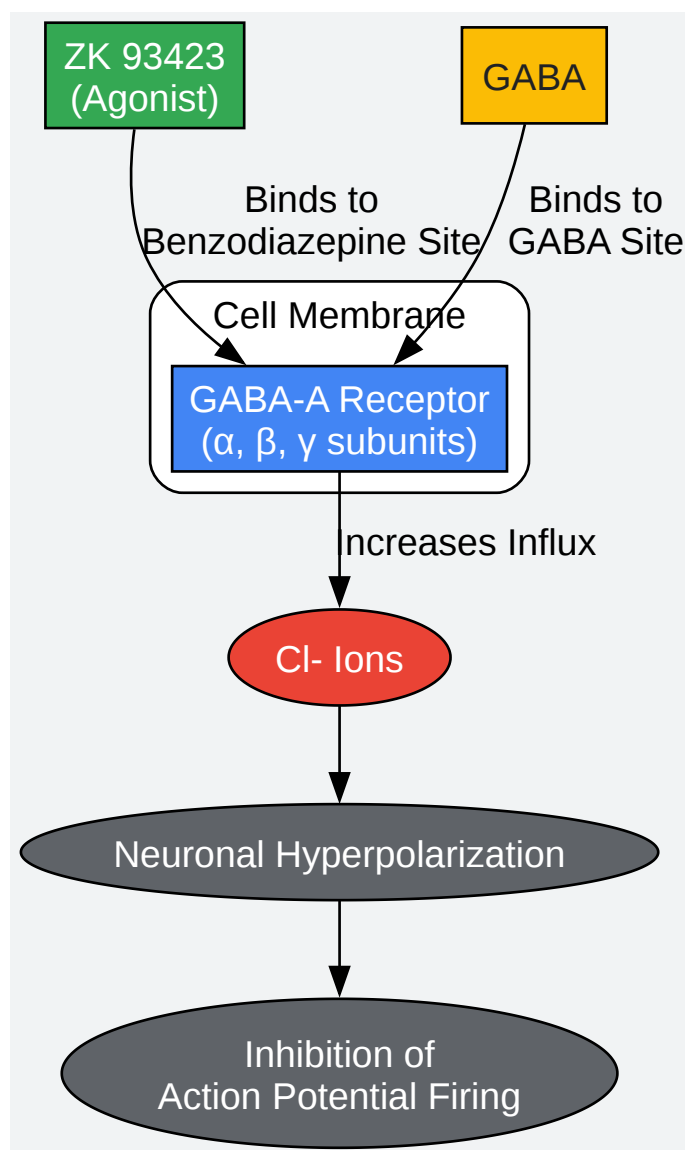 ZK 93423
(Agonist)
GABA
Binds to
Benzodiazepine Site
Binds to
GABA Site
Cell Membrane
GABA-A Receptor
(α, β, γ subunits)
Increases Influx
Cl- Ions
Neuronal Hyperpolarization
Inhibition of
Action Potential Firing